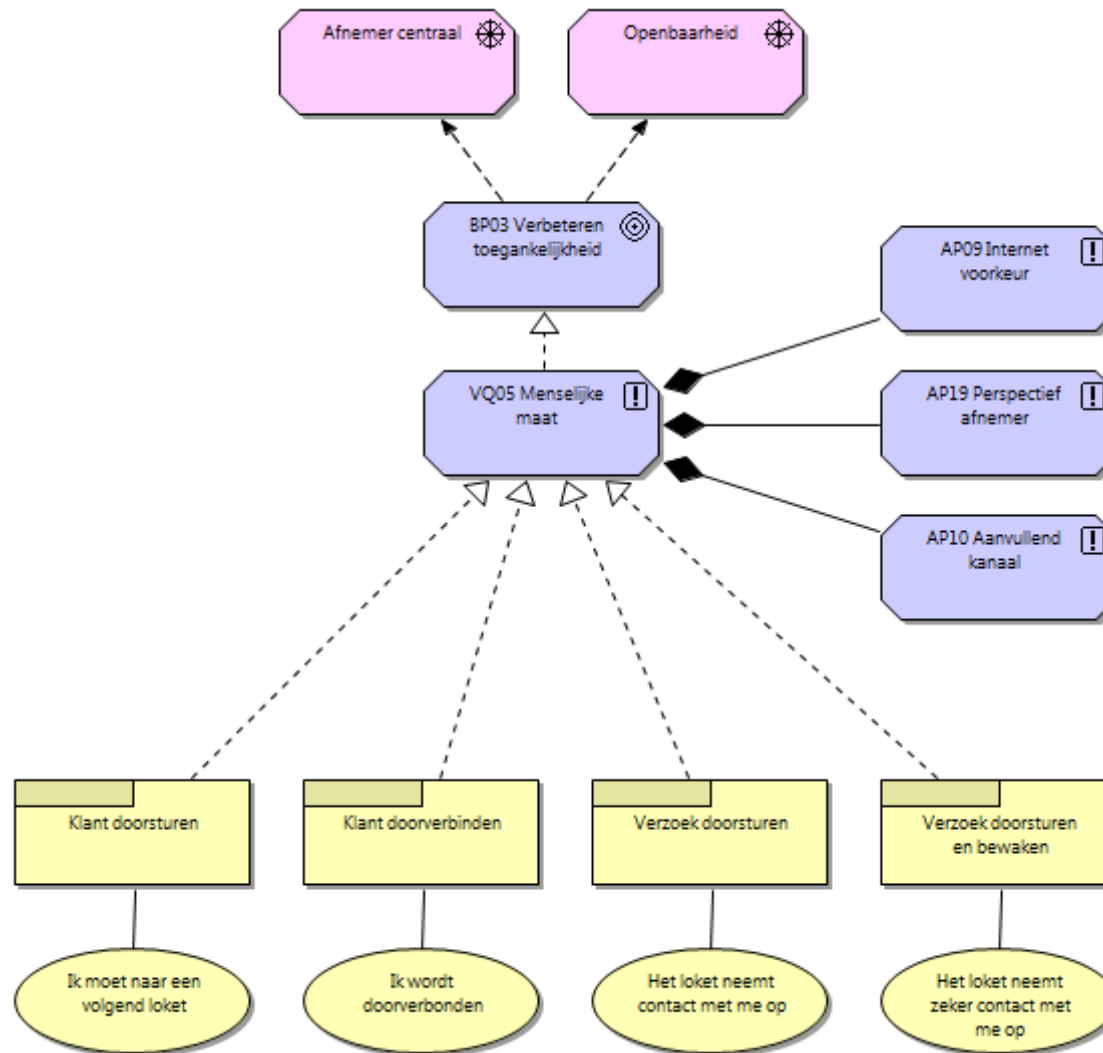 Afnemer centraal
Openbaarheid
BP03 Verbeteren
toegankelijkheid
AP09 Internet
voorkeur
VQ05 Menselijke
maat
AP19 Perspectief
afnemer
AP10 Aanvullend
kanaal
Klant doorsturen
Klant doorverbinden
Verzoek doorsturen
Verzoek doorsturen
en bewaken
Ik moet naar een
volgend loket
Ik wordt
doorverbonden
Het loket neemt
contact met me op
Het loket neemt
zeker contact met
me op